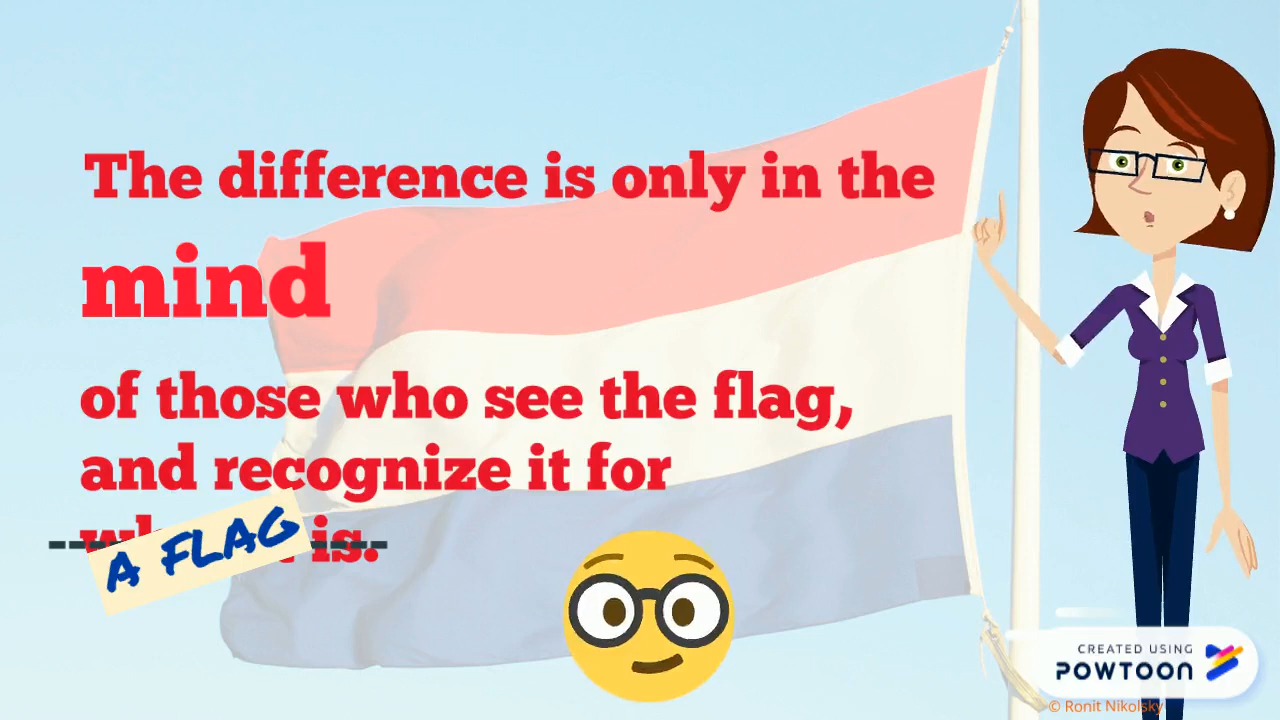 The difference is only in the
mind
of those who see the flag,
and recognize it for
is.
A FLAG
CREATED USING
POWTOON
© Ronit Nikolsky